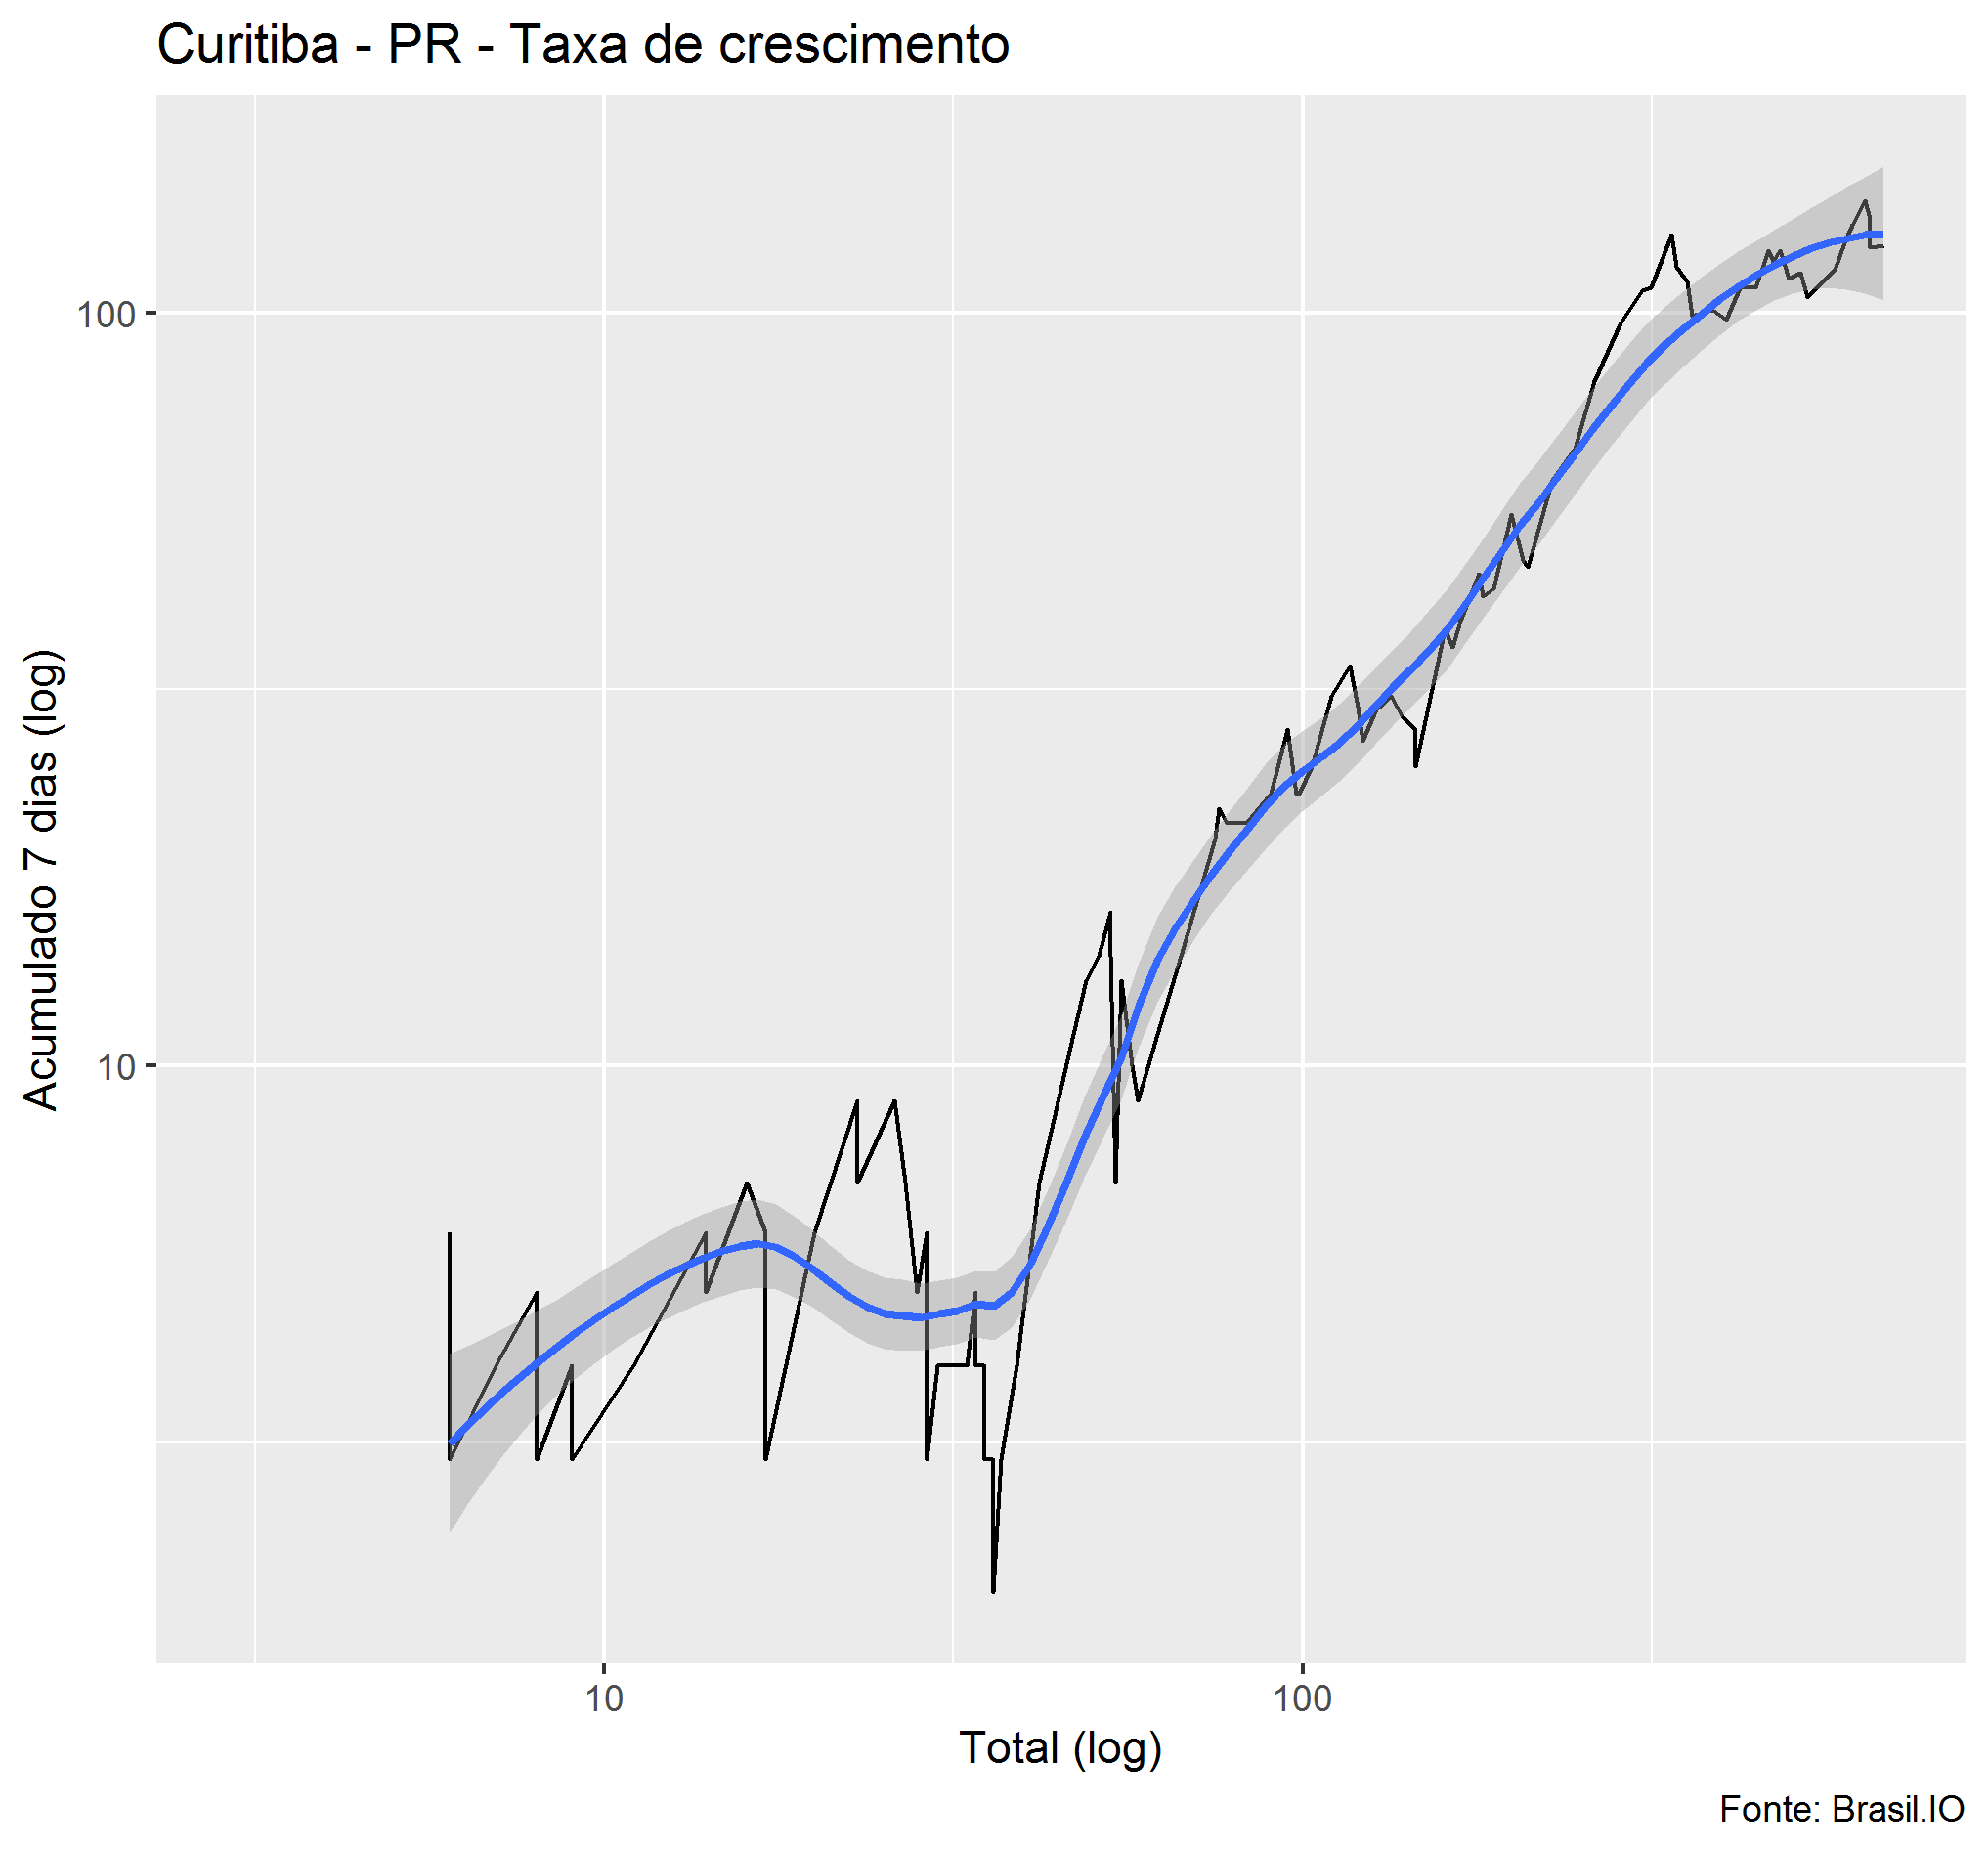 Curitiba - PR - Taxa de crescimento
Acumulado 7 dias (log)
100
10
10
100
Total (log)
Fonte: Brasil.IO